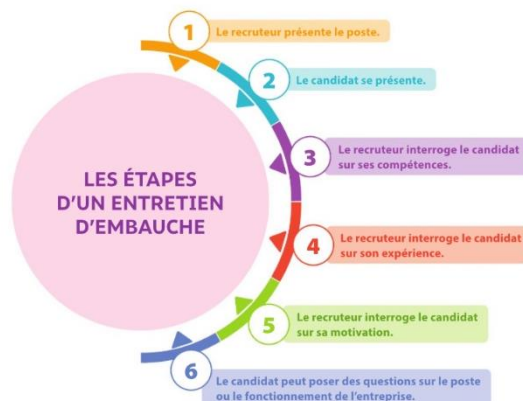 1
Le recruteur présente le poste.
2
Le candidat se présente.
3
Le recruteur interroge le candidat
sur ses compétences.
LES ÉTAPES
D'UN ENTRETIEN
D'EMBAUCHE
4
Le recruteur interroge le candidat
sur son expérience.
5
Le recruteur interroge le candidat
sur sa motivation.
6
Le candidat peut poser des questions sur le poste
ou le fonctionnement de l'entreprise.